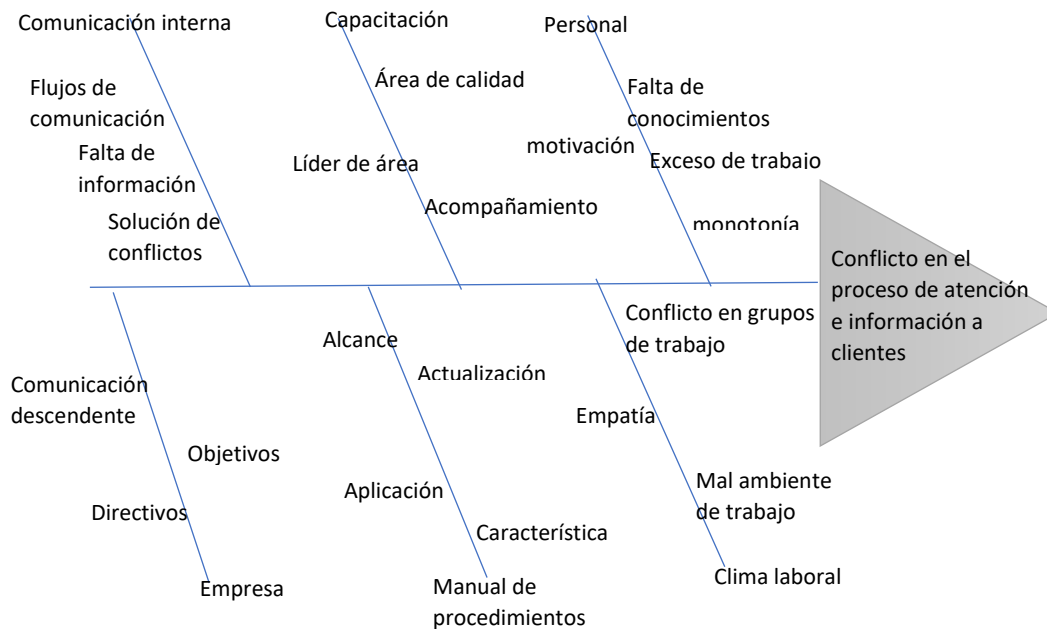 Comunicación interna
Capacitación
Personal
Flujos de
comunicación
Falta de
información
Solución de
conflictos
Área de calidad
Líder de área
Acompañamiento
Falta de
conocimientos
motivación
Exceso de trabajo
monotonía
Conflicto en el
proceso de atención
e información a
clientes
Comunicación
descendente
Objetivos
Directivos
Empresa
Alcance
Actualización
Aplicación
Característica
Manual de
procedimientos
Conflicto en grupos
de trabajo
Empatía
Mal ambiente
de trabajo
Clima laboral